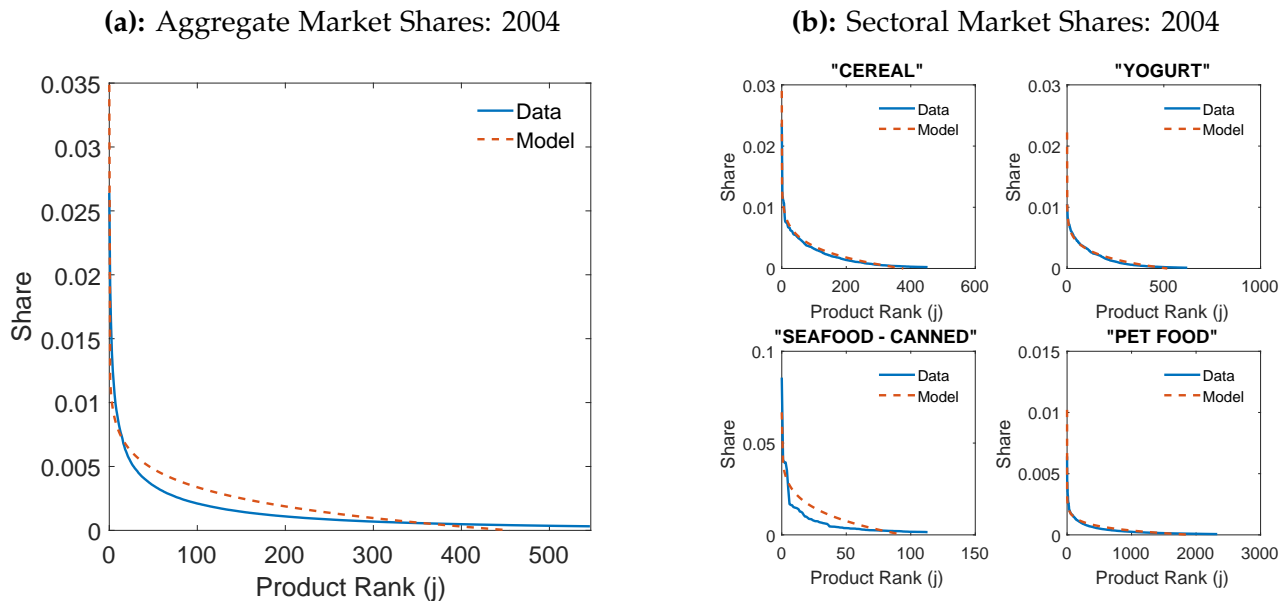 (a): Aggregate Market Shares: 2004
0.035
0.03
0.025
0.02
0.015
0.01
0.005
0
Share
0
100
200
300
400
500
Product Rank (j)
Data
Model
(b): Sectoral Market Shares: 2004
"CEREAL"
0.03
0.02
0.01
0
Share
0
200
400
600
Product Rank (j)
Data
Model
"YOGURT"
0.03
0.02
0.01
0
Share
0
500
1000
Product Rank (j)
Data
Model
"SEAFOOD - CANNED"
0.1
0.05
0
Share
0
50
100
150
Product Rank (j)
Data
Model
"PET FOOD"
0.015
0.01
0.005
0
Share
0
1000
2000
3000
Product Rank (j)
Data
Model